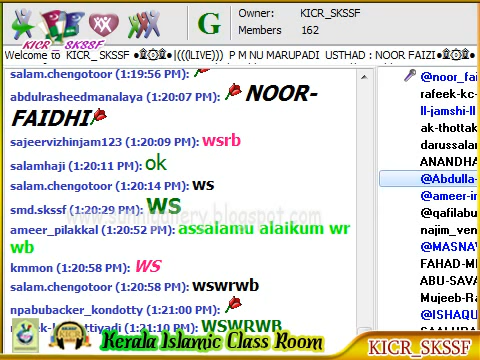 G
Owner: KICR_SKSSF
Members 162
KICR_SKSSF
Welcome to KICR_ SKSSF ●۩۞۩●|(((LIVE))) P M NU MARUPADI USTHAD : NOOR FAIZI●۩۞۩●
salam.chengotoor (1:19:56 PM):
abdulrasheedmanalaya (1:20:07 PM): NOOR-
FAIDHI
sajeervizhinjam123 (1:20:09 PM): wsrb
salamhaji (1:20:11 PM): ok
salam.chengotoor (1:20:14 PM): ws
smd.skssf (1:20:29 PM): WS
ameer_pilakkal (1:20:52 PM): assalamu alaikum wr
wb
kmmon (1:20:58 PM): WS
salam.chengotoor (1:20:58 PM): wswrwb
npabubacker_kondotty (1:21:00 PM):
(1:21:10 PM): WSWRWB
@noor_fai
rafeek-kc-
ll-jamshi-ll
ak-thottak
darussalam
ANANDHA
@Abdulla-
@ameer-ir
@qafilabu
najim_ven
@MASNAV
FAHAD-M
ABU-SAVA
Mujeeb-Ra
@ISHAQU
Kerala Islamic Class Room
KICR_SKSSF